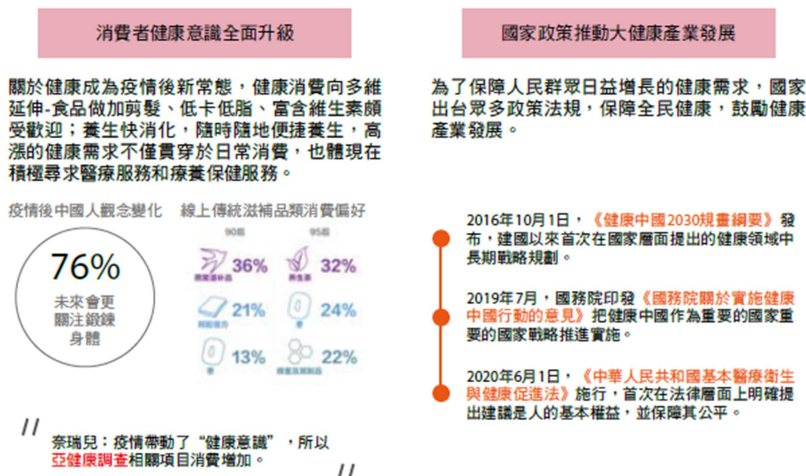 消費者健康意識全面升級
關於健康成為疫情後新常態，健康消費向多維
延伸-食品做加剪髮、低卡低脂、富含維生素頗
受歡迎；養生快消化，隨時隨地便捷養生，高
漲的健康需求不僅貫穿於日常消費，也體現在
積極尋求醫療服務和療養保健服務。
疫情後中國人觀念變化
線上傳統滋補品類消費偏好
76%
未來會更
關注鍛鍊
身體
90後
95後
36%
32%
養生茶
21%
24%
13%
22%
"
奈瑞兒：疫情帶動了“健康意識”，所以
亞健康調查相關項目消費增加。
"
國家政策推動大健康產業發展
為了保障人民群眾日益增長的健康需求，國家
出台眾多政策法規，保障全民健康，鼓勵健康
產業發展。
2016年10月1日，《健康中國2030規畫綱要》發
布，建國以來首次在國家層面提出的健康領域中
長期戰略規劃。
2019年7月，國務院印發《國務院關於實施健康
中國行動的意見》把健康中國作為重要的國家重
要的國家戰略推進實施。
2020年6月1日，《中華人民共和國基本醫療衛生
與健康促進法》施行，首次在法律層面上明確提
出建議是人的基本權益，並保障其公平。